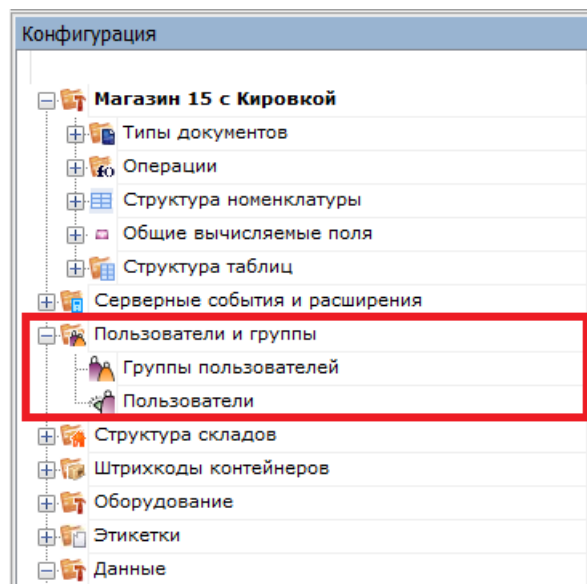 Конфигурация
Магазин 15 с Кировкой
Типы документов
Операции
Структура номенклатуры
Общие вычисляемые поля
Структура таблиц
Серверные события и расширения
Пользователи и группы
Группы пользователей
Пользователи
Структура складов
Штрихкоды контейнеров
Оборудование
Этикетки
Данные